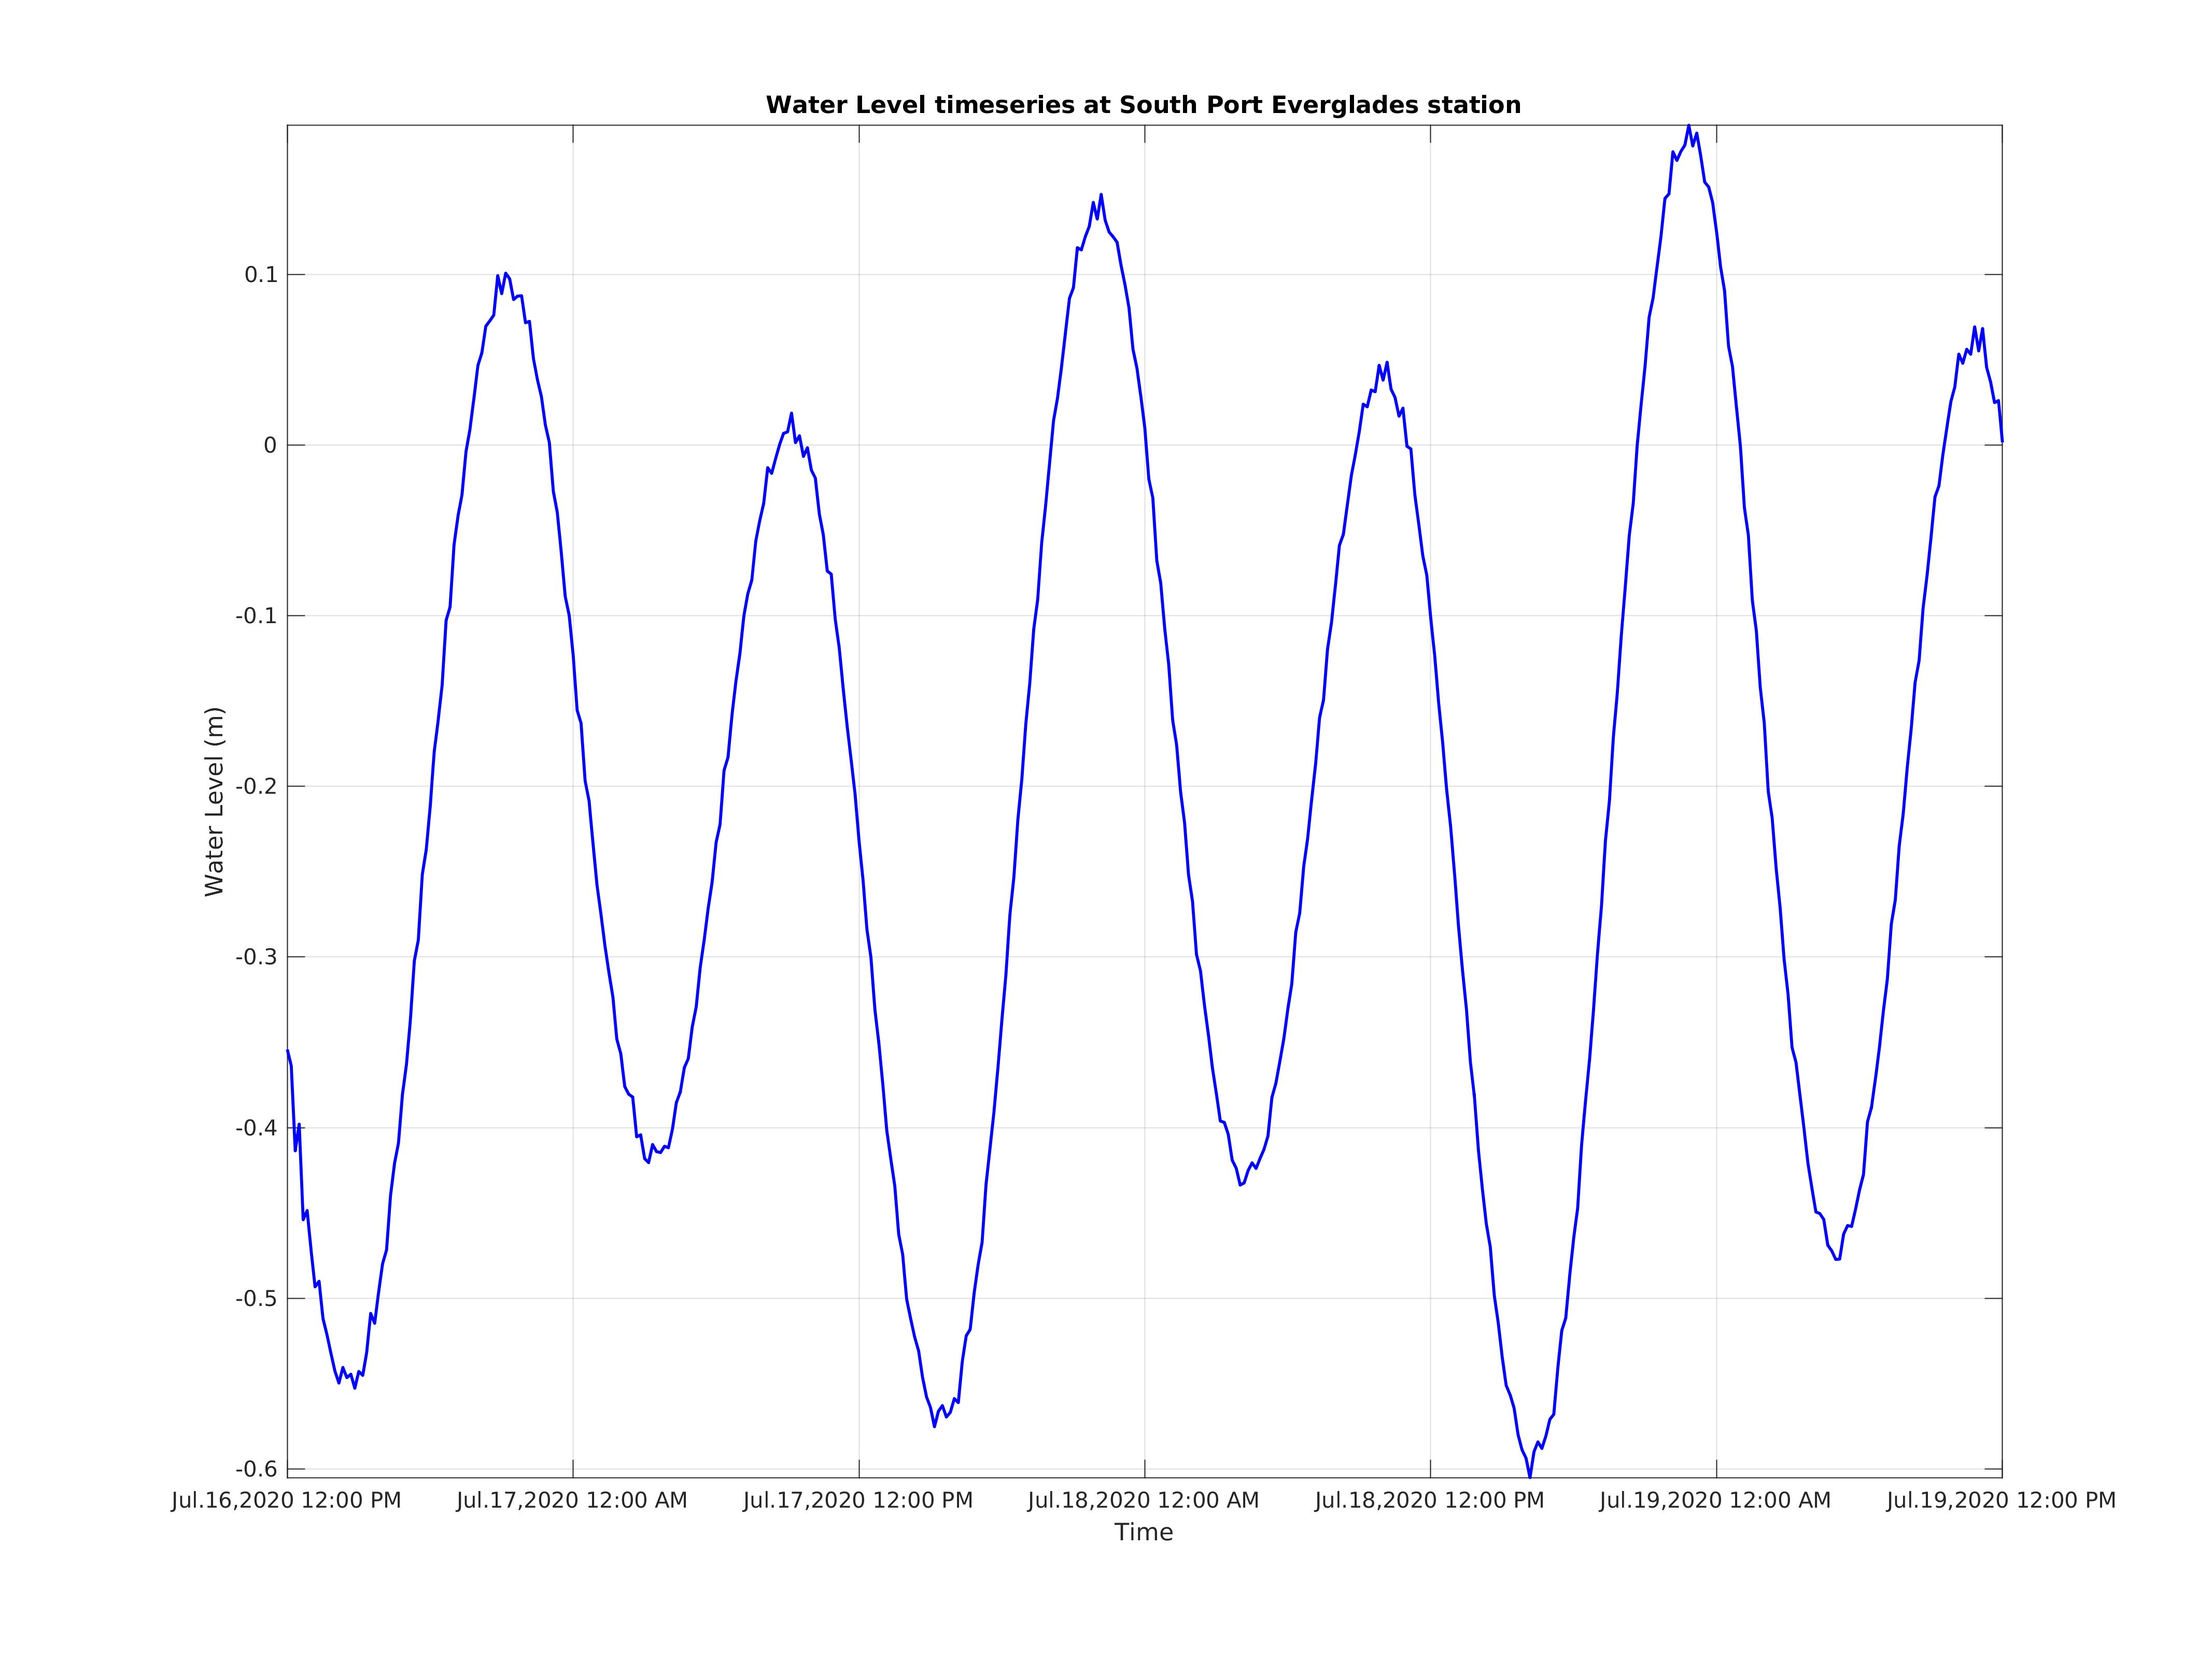 Water Level timeseries at South Port Everglades station
0.1
0
-0.1
-0.2
-0.3
-0.4
-0.5
-0.6
Water Level (m)
Jul.16,2020 12:00 PM
Jul.17,2020 12:00 AM
Jul.17,2020 12:00 PM
Jul.18,2020 12:00 AM
Jul.18,2020 12:00 PM
Jul.19,2020 12:00 AM
Jul.19,2020 12:00 PM
Time